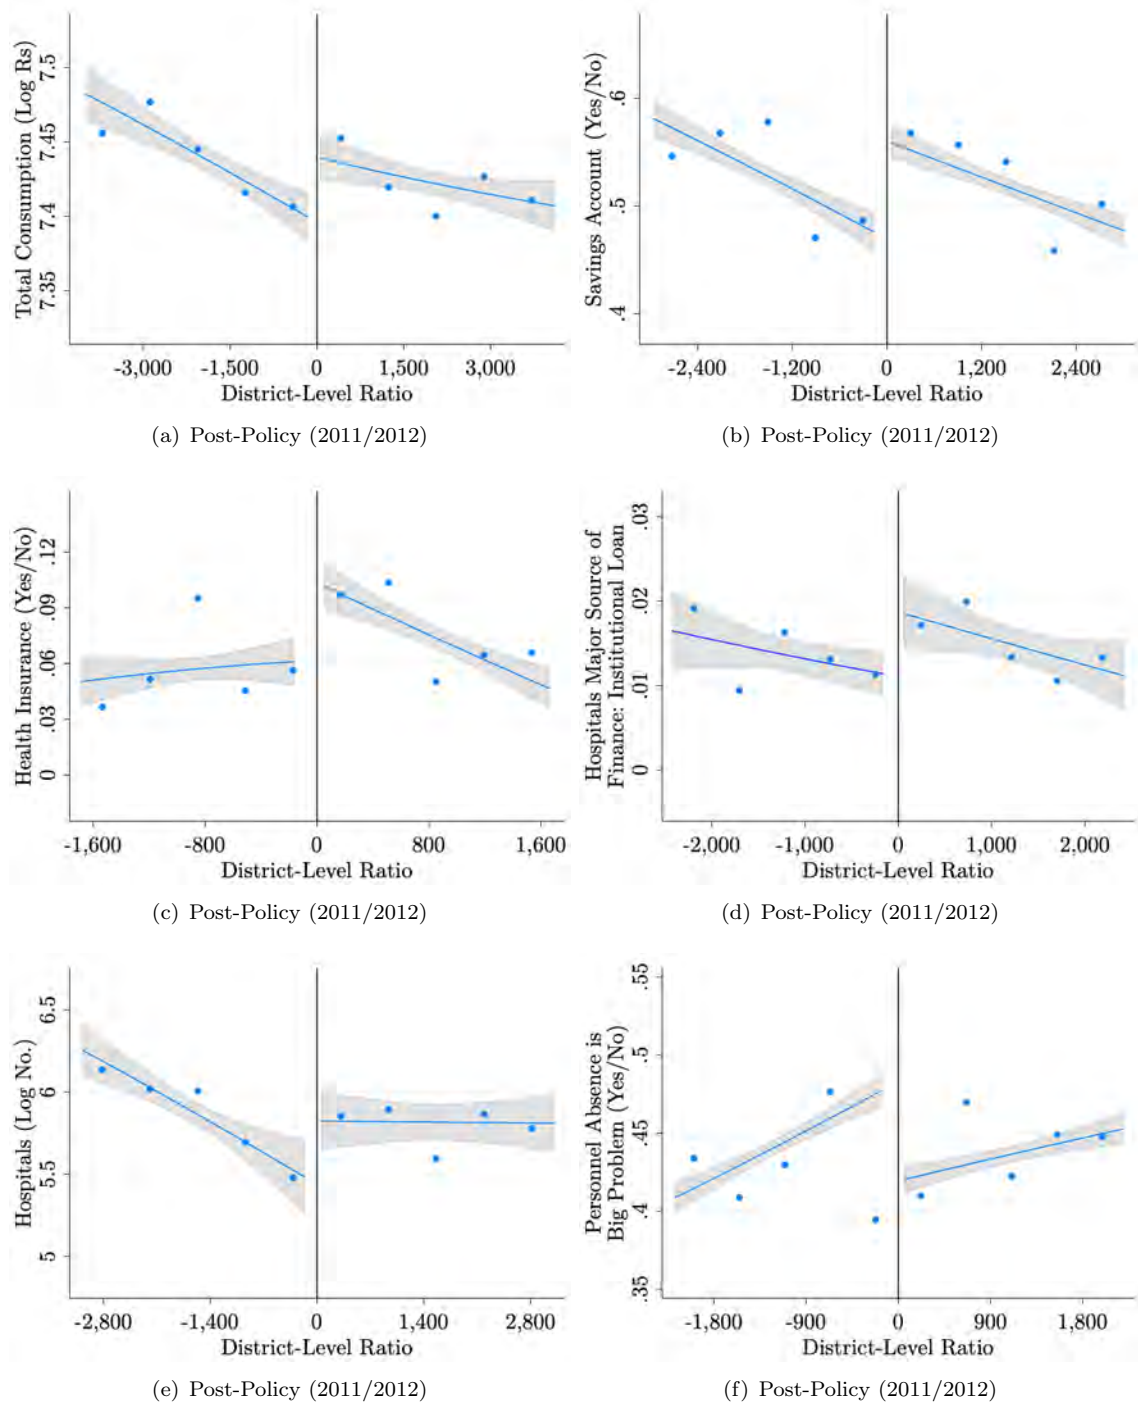 Total Consumption (Log Rs)
7.5
7.45
7.4
7.35
-3,000 -1,500 0 1,500 3,000
District-Level Ratio
(a) Post-Policy (2011/2012)
Savings Account (Yes/No)
.6
.5
.4
-2,400 -1,200 0 1,200 2,400
District-Level Ratio
(b) Post-Policy (2011/2012)
Health Insurance (Yes/No)
.12
.09
.06
.03
0
-1,600 -800 0 800 1,600
District-Level Ratio
(c) Post-Policy (2011/2012)
Hospitals Major Source of
Finance: Institutional Loan
.03
.02
.01
0
-2,000 -1,000 0 1,000 2,000
District-Level Ratio
(d) Post-Policy (2011/2012)
Hospitals (Log No.)
6.5
6
5.5
5
-2,800 -1,400 0 1,400 2,800
District-Level Ratio
(e) Post-Policy (2011/2012)
Personnel Absence is
Big Problem (Yes/No)
.55
.5
.45
.4
.35
-1,800 -900 0 900 1,800
District-Level Ratio
(f) Post-Policy (2011/2012)